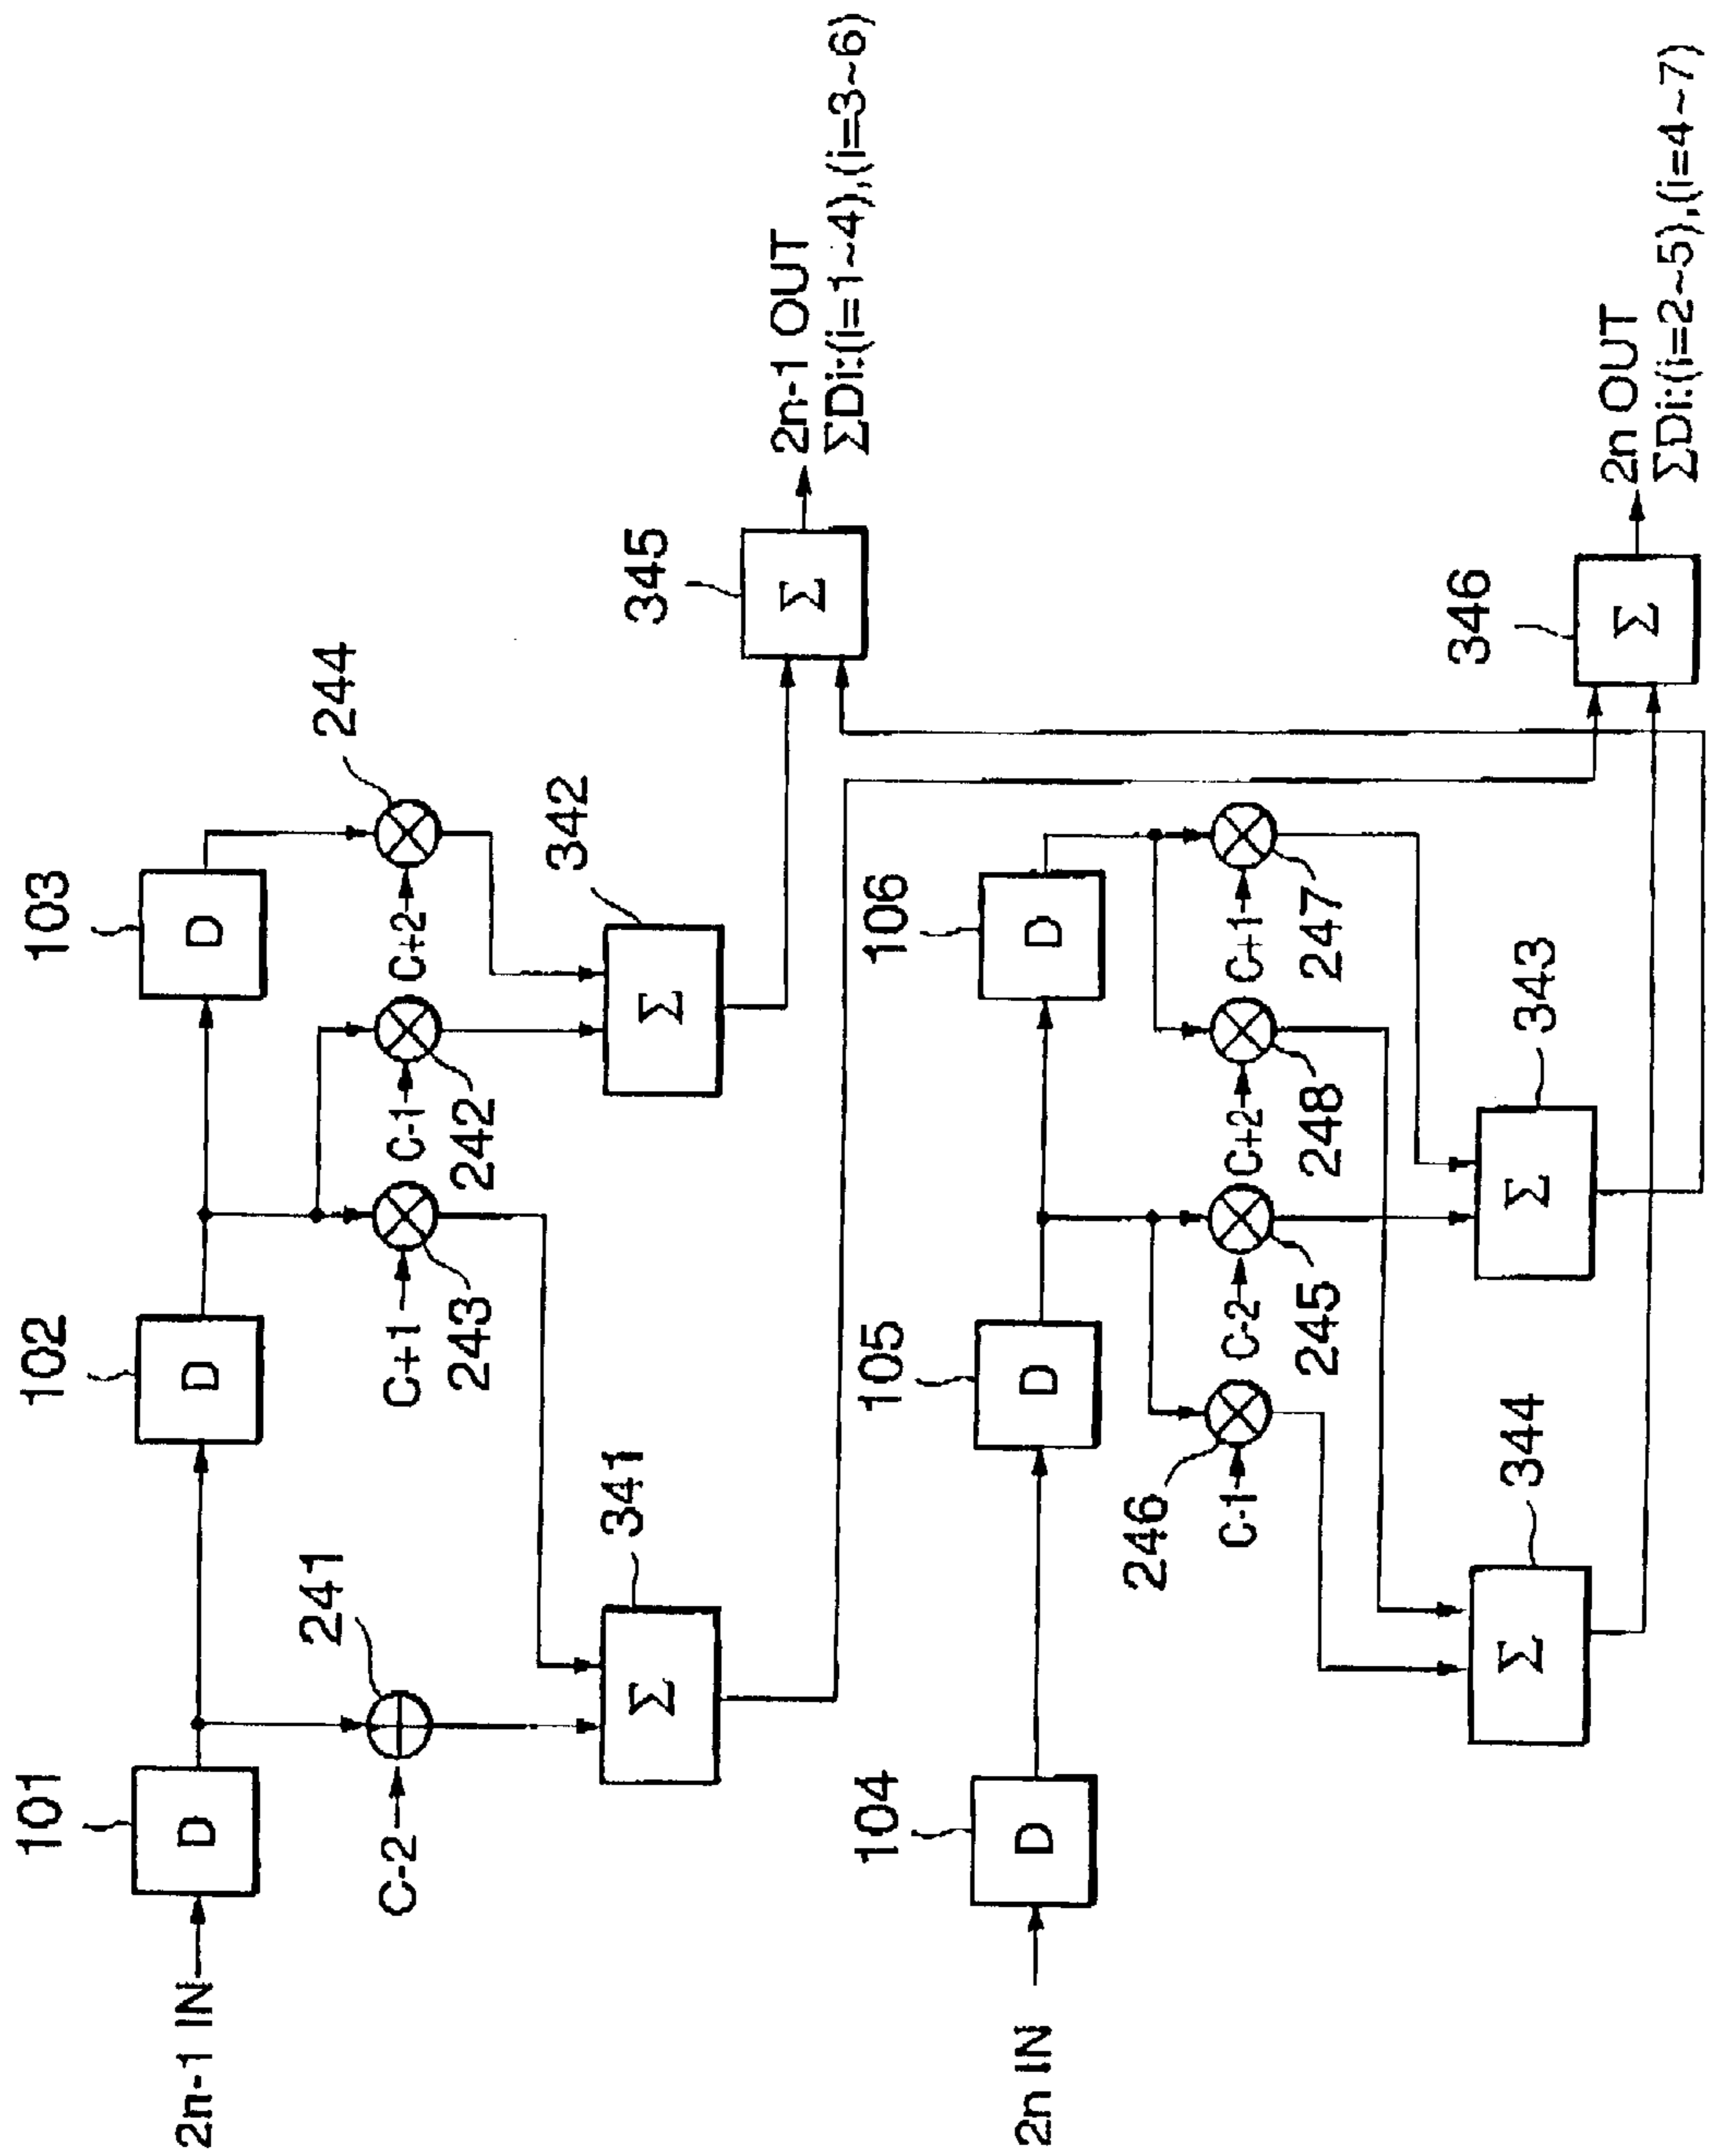 101
102
103
2n-1 IN
D
D
D
241
244
C-2
C+1
C-1
C+2
243
242
341
342
Σ
Σ
345
Σ
2n-1 OUT
ΣDi:(i=1~4),(i=3~6)
104
105
106
2n IN
D
D
D
246
C-1
C-2
C+2
C+1
245
248
247
344
343
Σ
Σ
346
Σ
2n OUT
ΣDi:(i=2~5),(i=4~7)